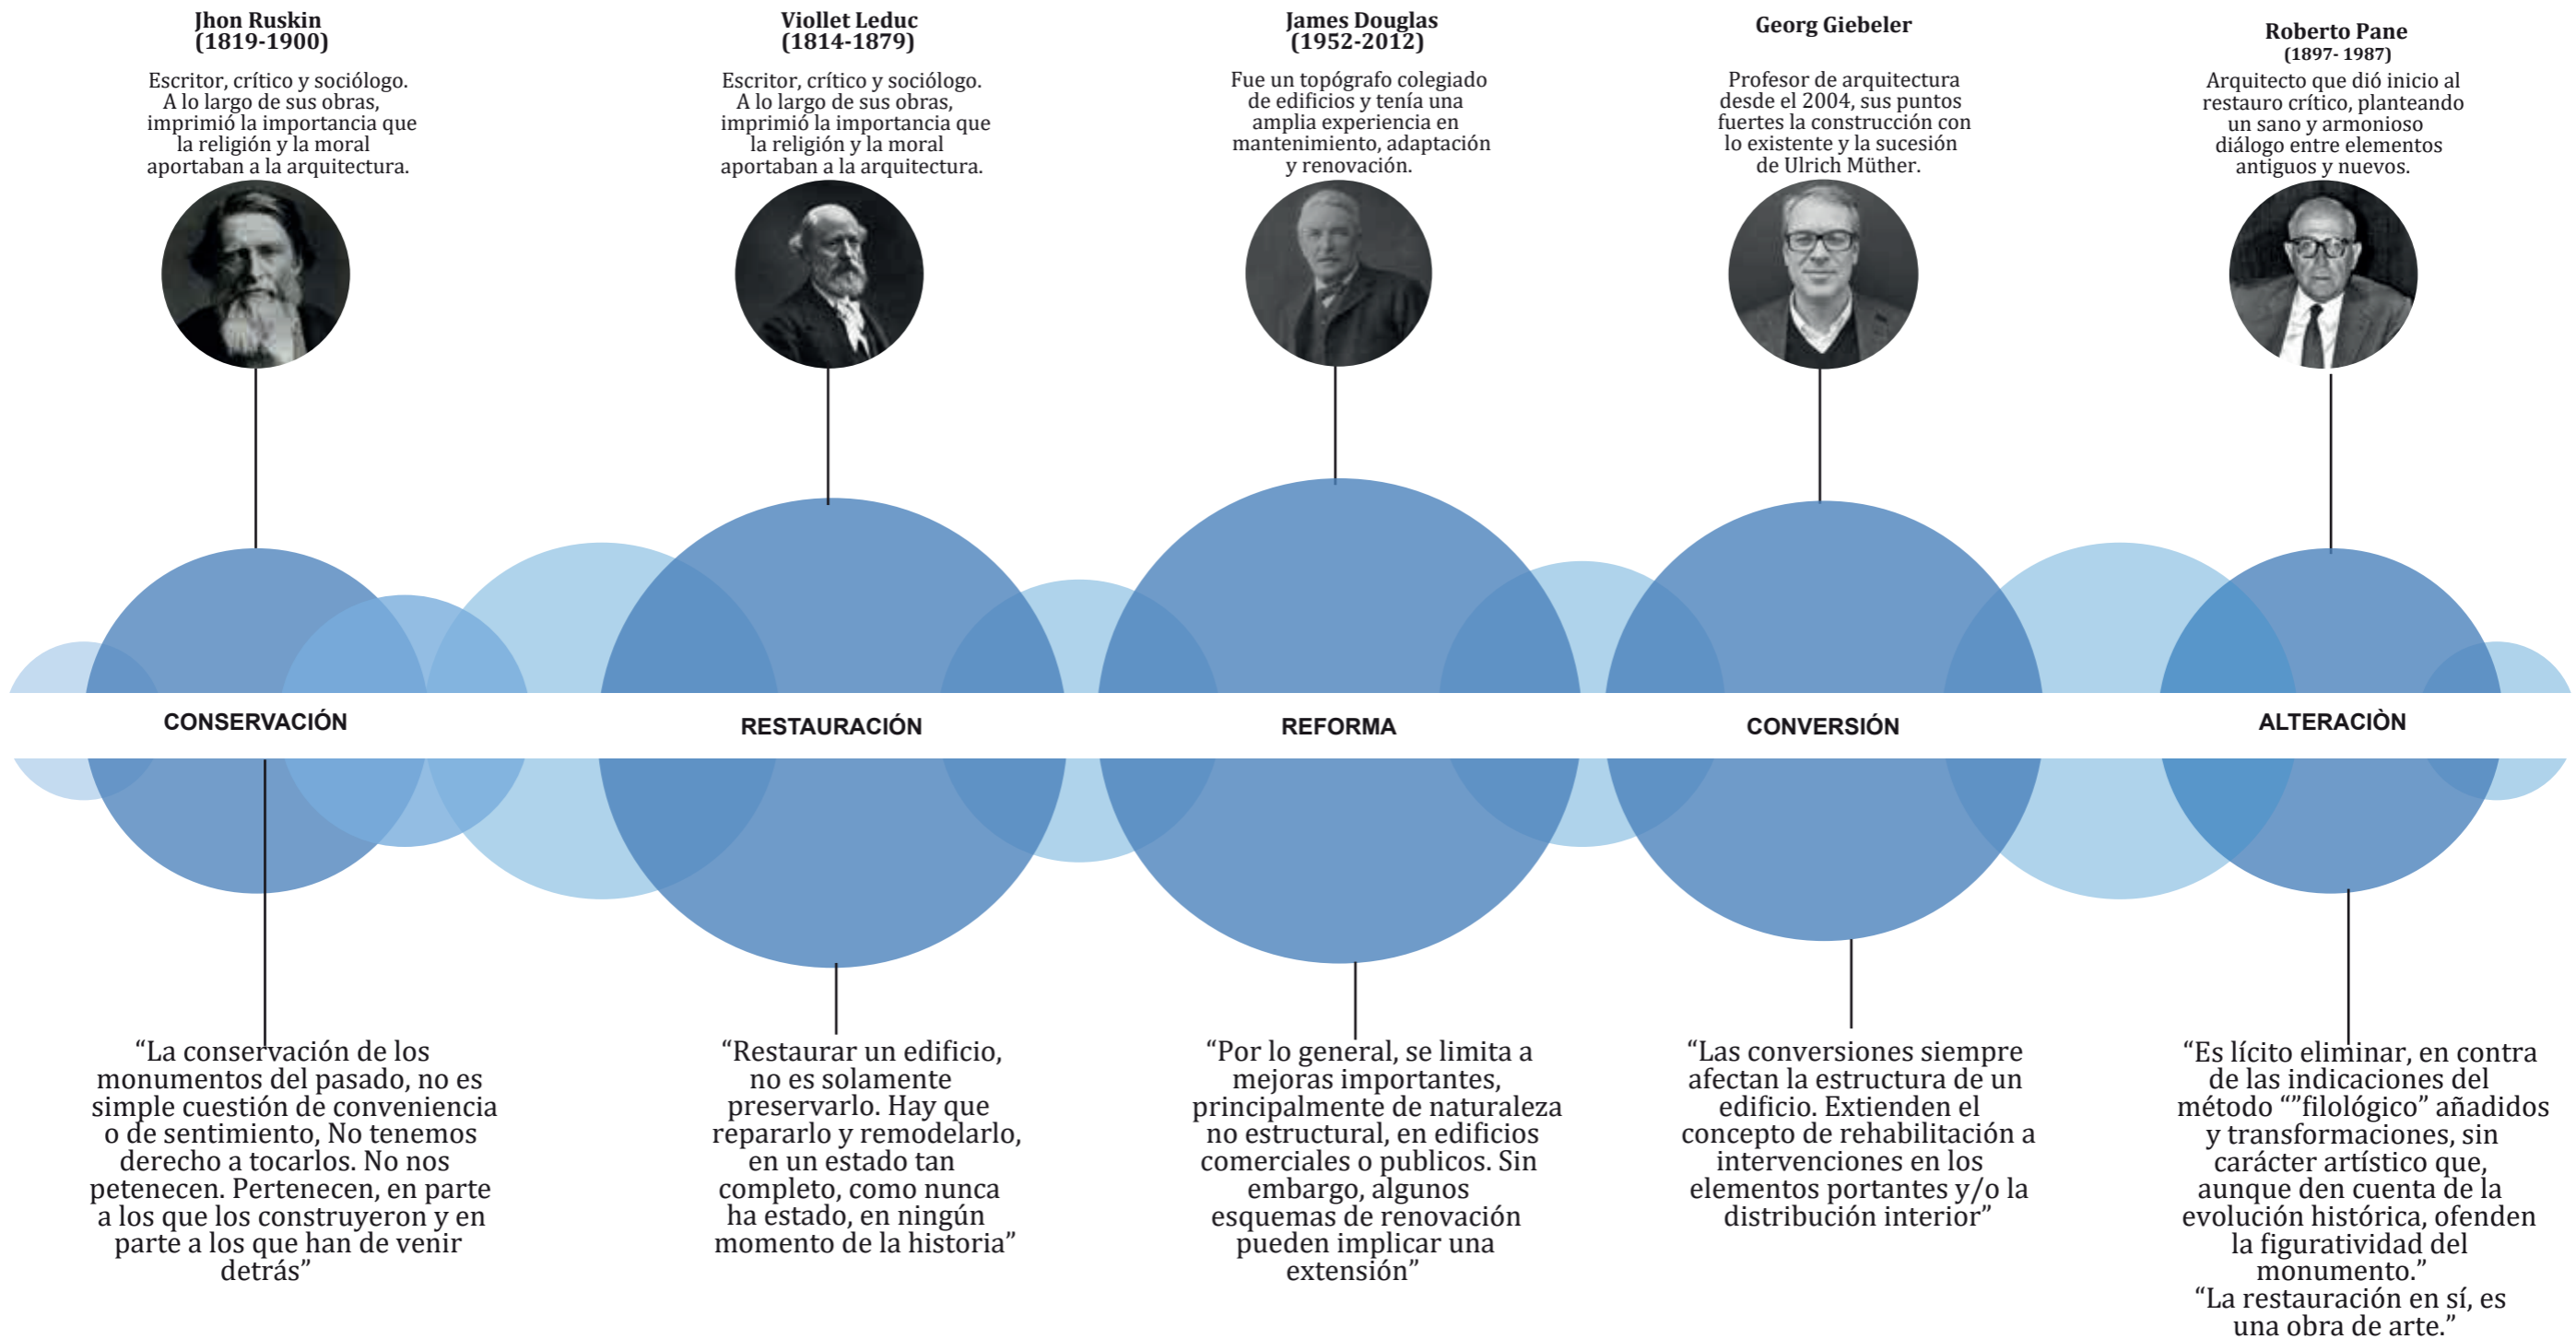 Jhon Ruskin
(1819-1900)
Escritor, crítico y sociólogo.
A lo largo de sus obras,
imprimió la importancia que
la religión y la moral
aportaban a la arquitectura.
Viollet Leduc
(1814-1879)
Escritor, crítico y sociólogo.
A lo largo de sus obras,
imprimió la importancia que
la religión y la moral
aportaban a la arquitectura.
James Douglas
(1952-2012)
Fue un topógrafo colegiado
de edificios y tenía una
amplia experiencia en
mantenimiento, adaptación
y renovación.
Georg Giebeler
Profesor de arquitectura
desde el 2004, sus puntos
fuertes la construcción con
lo existente y la sucesión
de Ulrich Müther.
Roberto Pane
(1897- 1987)
Arquitecto que dió inicio al
restauro crítico, planteando
un sano y armonioso
diálogo entre elementos
antiguos y nuevos.
CONSERVACIÓN
RESTAURACIÓN
REFORMA
CONVERSIÓN
ALTERACIÒN
“La conservación de los
monumentos del pasado, no es
simple cuestión de conveniencia
o de sentimiento, No tenemos
derecho a tocarlos. No nos
petenecen. Pertenecen, en parte
a los que los construyeron y en
parte a los que han de venir
detrás”
“Restaurar un edificio,
no es solamente
preservarlo. Hay que
repararlo y remodelarlo,
en un estado tan
completo, como nunca
ha estado, en ningún
momento de la historia”
“Por lo general, se limita a
mejoras importantes,
principalmente de naturaleza
no estructural, en edificios
comerciales o publicos. Sin
embargo, algunos
esquemas de renovación
pueden implicar una
extensión”
“Las conversiones siempre
afectan la estructura de un
edificio. Extienden el
concepto de rehabilitación a
intervenciones en los
elementos portantes y/o la
distribución interior”
“Es lícito eliminar, en contra
de las indicaciones del
método “”filológico” añadidos
y transformaciones, sin
carácter artístico que,
aunque den cuenta de la
evolución histórica, ofenden
la figuratividad del
monumento.”
“La restauración en sí, es
una obra de arte.”